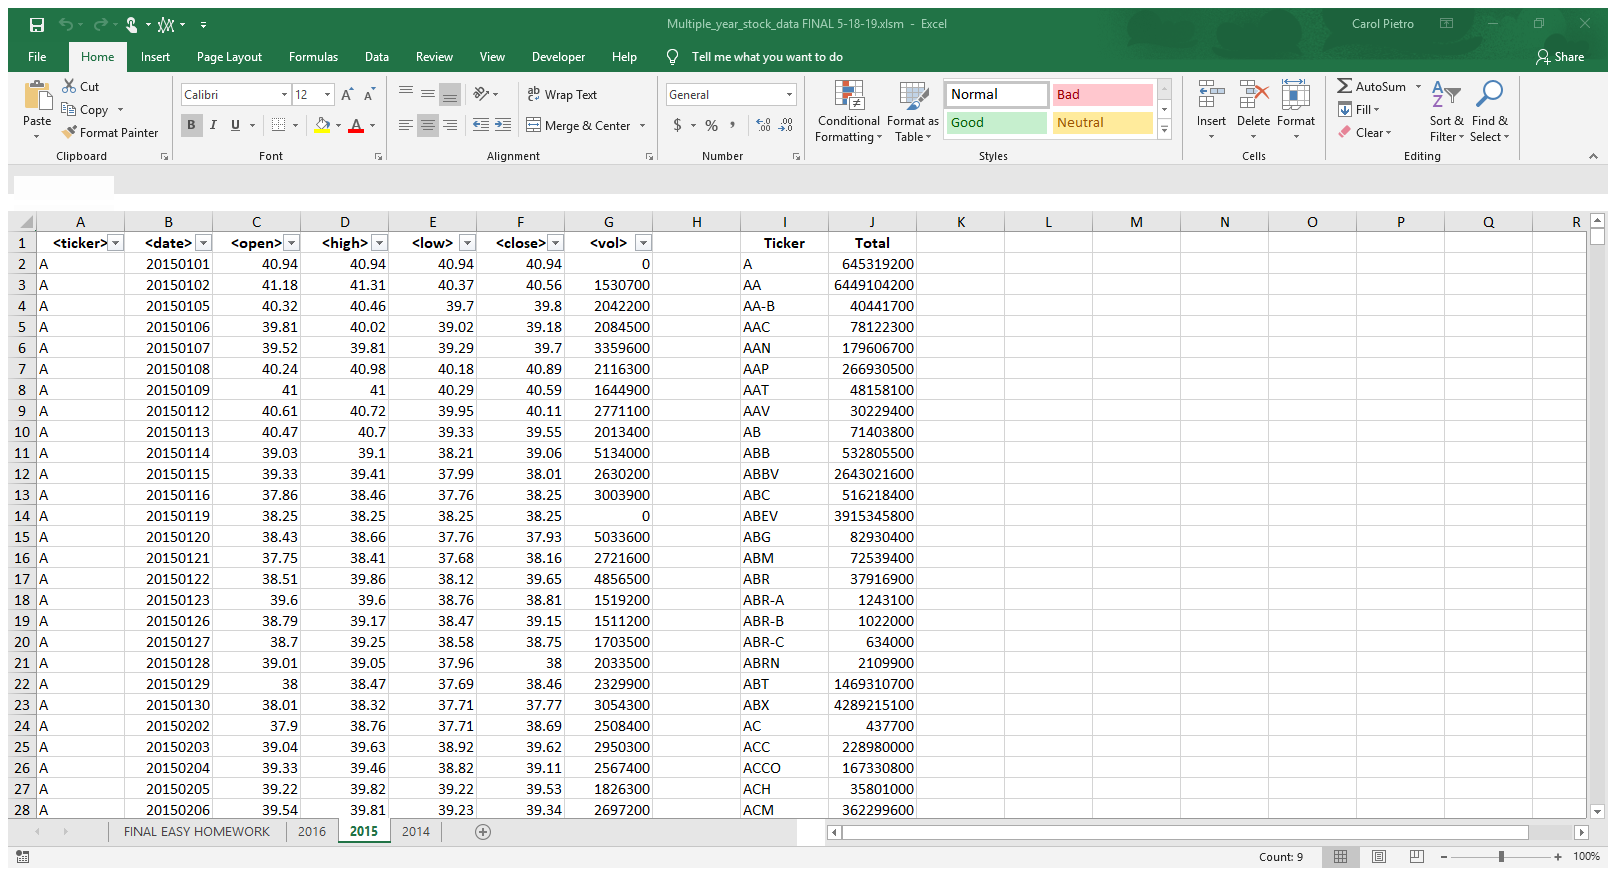 Multiple_year_stock_data FINAL 5-18-19.xlsm - Excel Carol Pietro
File Home Insert Page Layout Formulas Data Review View Developer Help Tell me what you want to do Share
Cut
Copy
Format Painter
Paste
Clipboard
Calibri 12
B I U A
Font
Wrap Text
Merge & Center
Alignment
General
$ % ,
Number
Conditional Formatting
Format as Table
Normal Bad
Good Neutral
Styles
Insert Delete Format
Cells
AutoSum
Fill
Clear
Sort & Filter
Find & Select
Editing
A B C D E F G H I J K L M N O P Q R
1 <ticker> <date> <open> <high> <low> <close> <vol> Ticker Total
2 A 20150101 40.94 40.94 40.94 40.94 0 A 645319200
3 A 20150102 41.18 41.31 40.37 40.56 1530700 AA 6449104200
4 A 20150105 40.32 40.46 39.7 39.8 2042200 AA-B 40441700
5 A 20150106 39.81 40.02 39.02 39.18 2084500 AAC 78122300
6 A 20150107 39.52 39.81 39.29 39.7 3359600 AAN 179606700
7 A 20150108 40.24 40.98 40.18 40.89 2116300 AAP 266930500
8 A 20150109 41 41 40.29 40.59 1644900 AAT 48158100
9 A 20150112 40.61 40.72 39.95 40.11 2771100 AAV 30229400
10 A 20150113 40.47 40.7 39.33 39.55 2013400 AB 71403800
11 A 20150114 39.03 39.1 38.21 39.06 5134000 ABB 532805500
12 A 20150115 39.33 39.41 37.99 38.01 2630200 ABBV 2643021600
13 A 20150116 37.86 38.46 37.76 38.25 3003900 ABC 516218400
14 A 20150119 38.25 38.25 38.25 38.25 0 ABEV 3915345800
15 A 20150120 38.43 38.66 37.76 37.93 5033600 ABG 82930400
16 A 20150121 37.75 38.41 37.68 38.16 2721600 ABM 72539400
17 A 20150122 38.51 39.86 38.12 39.65 4856500 ABR 37916900
18 A 20150123 39.6 39.6 38.76 38.81 1519200 ABR-A 1243100
19 A 20150126 38.79 39.17 38.47 39.15 1511200 ABR-B 1022000
20 A 20150127 38.7 39.25 38.58 38.75 1703500 ABR-C 634000
21 A 20150128 39.01 39.05 37.96 38 2033500 ABRN 2109900
22 A 20150129 38 38.47 37.69 38.46 2329900 ABT 1469310700
23 A 20150130 38.01 38.32 37.71 37.77 3054300 ABX 4289215100
24 A 20150202 37.9 38.76 37.71 38.69 2508400 AC 437700
25 A 20150203 39.04 39.63 38.92 39.62 2950300 ACC 228980000
26 A 20150204 39.33 39.46 38.82 39.11 2567400 ACCO 167330800
27 A 20150205 39.22 39.82 39.22 39.53 1826300 ACH 35801000
28 A 20150206 39.54 39.81 39.23 39.34 2697200 ACM 362299600
FINAL EASY HOMEWORK 2016 2015 2014
Count: 9 100%